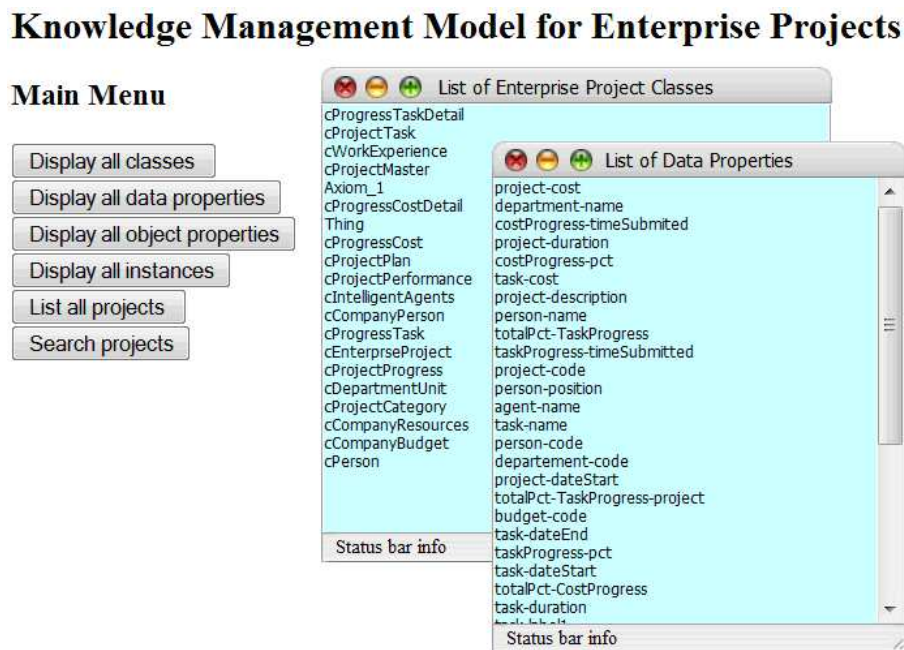 Knowledge Management Model for Enterprise Projects
Main Menu
Display all classes
Display all data properties
Display all object properties
Display all instances
List all projects
Search projects
List of Enterprise Project Classes
cProgressTaskDetail
cProjectTask
cWorkExperience
cProjectMaster
Axiom_1
cProgressCostDetail
Thing
cProgressCost
cProjectPlan
cProjectPerformance
cIntelligentAgents
cCompanyPerson
cProgressTask
cEnterprseProject
cProjectProgress
cDepartmentUnit
cProjectCategory
cCompanyResources
cCompanyBudget
cPerson
Status bar info
List of Data Properties
project-cost
department-name
costProgress-timeSubmited
project-duration
costProgress-pct
task-cost
project-description
person-name
totalPct-TaskProgress
taskProgress-timeSubmitted
project-code
person-position
agent-name
task-name
person-code
departement-code
project-dateStart
totalPct-TaskProgress-project
budget-code
task-dateEnd
taskProgress-pct
task-dateStart
totalPct-CostProgress
task-duration
Status bar info